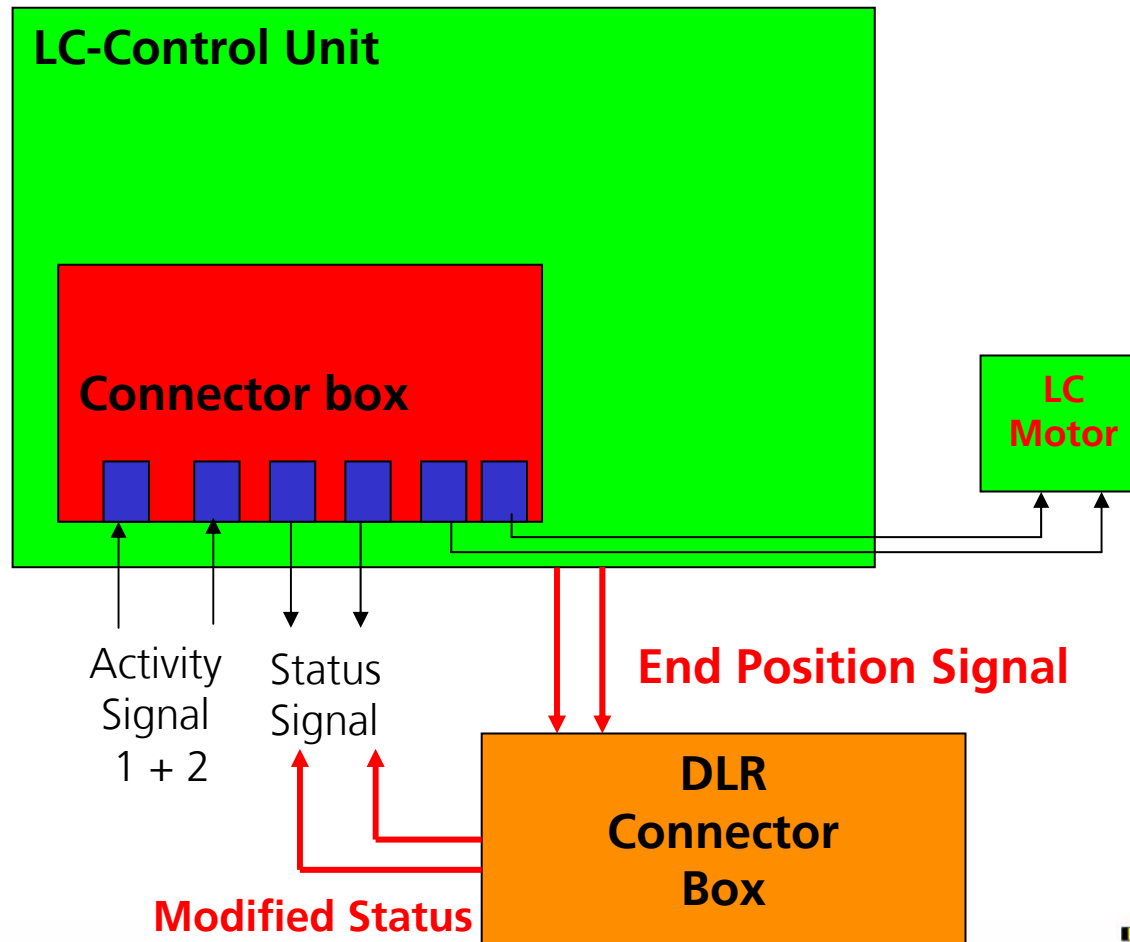 LC-Control Unit
Connector box
LC
Motor
Activity
Signal
1 + 2
Status
Signal
End Position Signal
DLR
Connector
Box
Modified Status